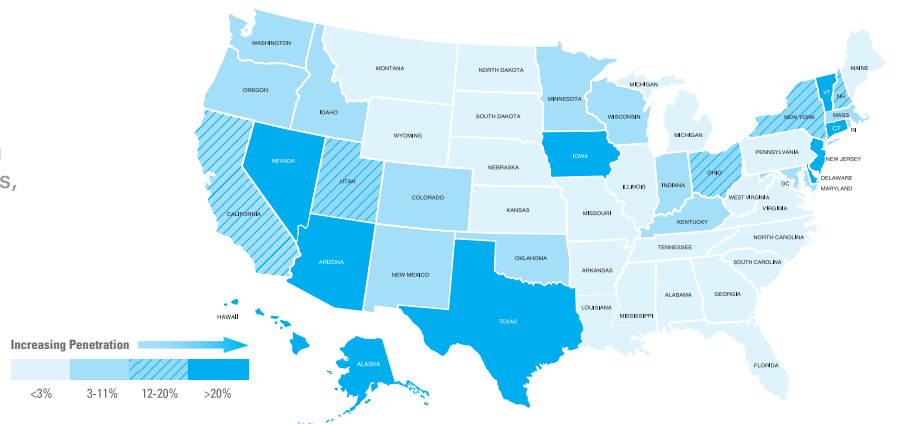 WASHINGTON
OREGON
IDAHO
MONTANA
NORTH DAKOTA
SOUTH DAKOTA
WYOMING
NEBRASKA
KANSAS
MINNESOTA
WISCONSIN
MICHIGAN
MICHIGAN
IOWA
ILLINOIS
INDIANA
OHIO
MISSOURI
KENTUCKY
NEVADA
UTAH
COLORADO
CALIFORNIA
ARIZONA
NEW MEXICO
OKLAHOMA
TEXAS
ARKANSAS
LOUISIANA
MISSISSIPPI
ALABAMA
GEORGIA
FLORIDA
TENNESSEE
SOUTH CAROLINA
NORTH CAROLINA
VIRGINIA
WEST VIRGINIA
DC
MARYLAND
DELAWARE
NEW JERSEY
PENNSYLVANIA
NEW YORK
CT
RI
MASS
VT
NH
MAINE
HAWAII
ALASKA
s,
Increasing Penetration
<3% 3-11% 12-20% >20%